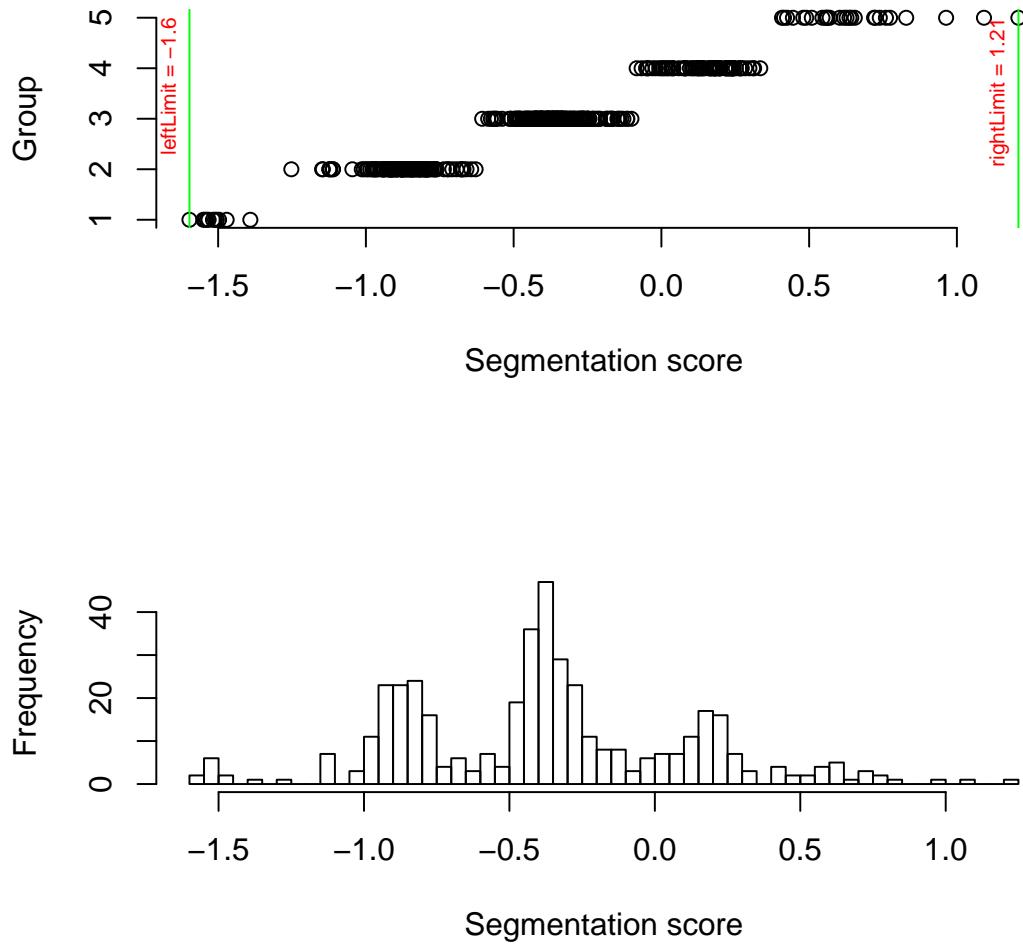 Group
5
4
3
2
1
leftLimit = −1.6
rightLimit = 1.21
−1.5 −1.0 −0.5 0.0 0.5 1.0
Segmentation score
Frequency
40
20
0
−1.5 −1.0 −0.5 0.0 0.5 1.0
Segmentation score